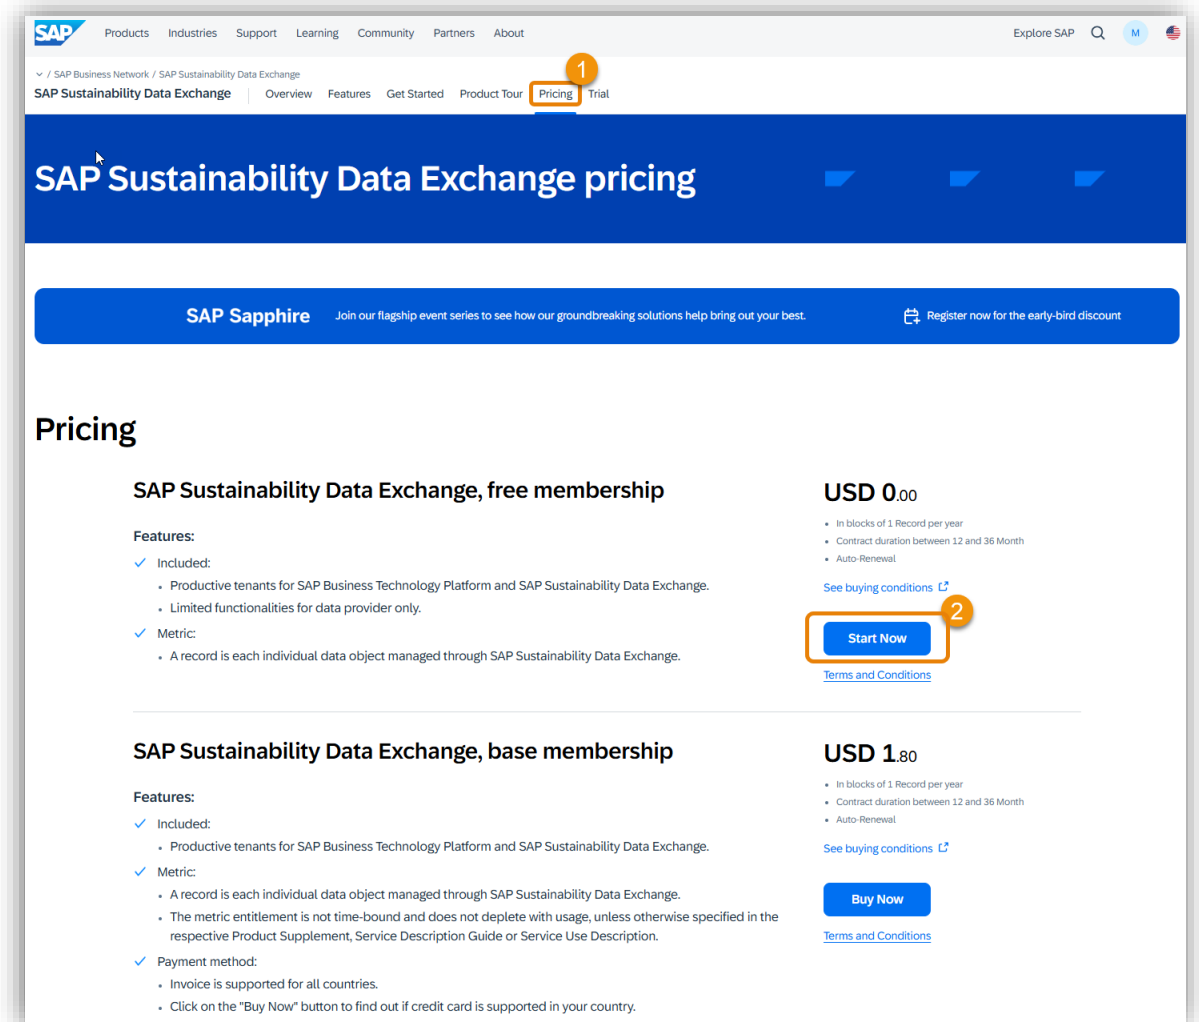 SAP
Products Industries Support Learning Community Partners About
Explore SAP M
/ SAP Business Network / SAP Sustainability Data Exchange
1
SAP Sustainability Data Exchange Overview Features Get Started Product Tour Pricing Trial
SAP Sustainability Data Exchange pricing
SAP Sapphire Join our flagship event series to see how our groundbreaking solutions help bring out your best. Register now for the early-bird discount
Pricing
SAP Sustainability Data Exchange, free membership
Features:
Included:
• Productive tenants for SAP Business Technology Platform and SAP Sustainability Data Exchange.
• Limited functionalities for data provider only.
Metric:
• A record is each individual data object managed through SAP Sustainability Data Exchange.
USD 0.00
• In blocks of 1 Record per year
• Contract duration between 12 and 36 Month
• Auto-Renewal
See buying conditions
2
Start Now
Terms and Conditions
SAP Sustainability Data Exchange, base membership
Features:
Included:
• Productive tenants for SAP Business Technology Platform and SAP Sustainability Data Exchange.
Metric:
• A record is each individual data object managed through SAP Sustainability Data Exchange.
• The metric entitlement is not time-bound and does not deplete with usage, unless otherwise specified in the
respective Product Supplement, Service Description Guide or Service Use Description.
Payment method:
• Invoice is supported for all countries.
• Click on the "Buy Now" button to find out if credit card is supported in your country.
USD 1.80
• In blocks of 1 Record per year
• Contract duration between 12 and 36 Month
• Auto-Renewal
See buying conditions
Buy Now
Terms and Conditions